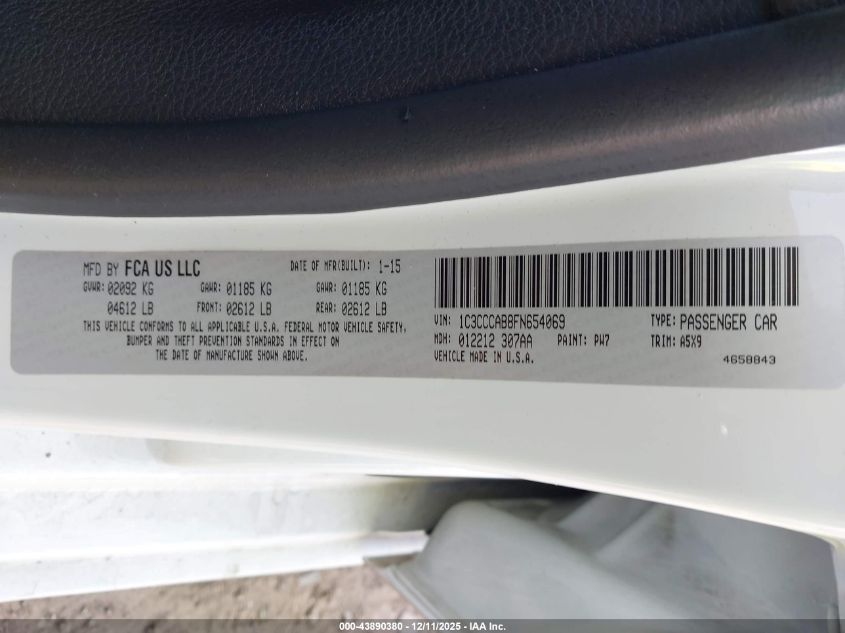 MFD BY FCA US LLC DATE OF MFR(BUILT): 1-15
GVWR: 02092 KG GAWR: 01185 KG GAWR: 01185 KG
04612 LB FRONT: 02612 LB REAR: 02612 LB
THIS VEHICLE CONFORMS TO ALL APPLICABLE U.S.A. FEDERAL MOTOR VEHICLE SAFETY,
BUMPER AND THEFT PREVENTION STANDARDS IN EFFECT ON
THE DATE OF MANUFACTURE SHOWN ABOVE.
VIN: 1C3CCCAB8FN654069 TYPE: PASSENGER CAR
MDH: 012212 307AA PAINT: PW7 TRIM: A5X9
VEHICLE MADE IN U.S.A. 4658843
000-43890380 - 12/11/2025 - IAA Inc.